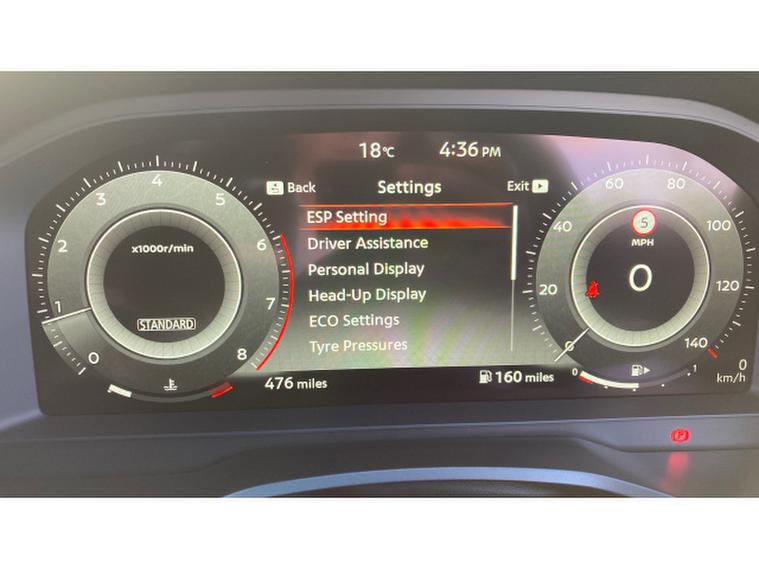 18°C 4:36 PM
Back Settings Exit
ESP Setting
Driver Assistance
Personal Display
Head-Up Display
ECO Settings
Tyre Pressures
476 miles
160 miles
x1000r/min
STANDARD
0 1 2 3 4 5 6 7 8
5
MPH
0
0 20 40 60 80 100 120 140
0 1
0
km/h
P